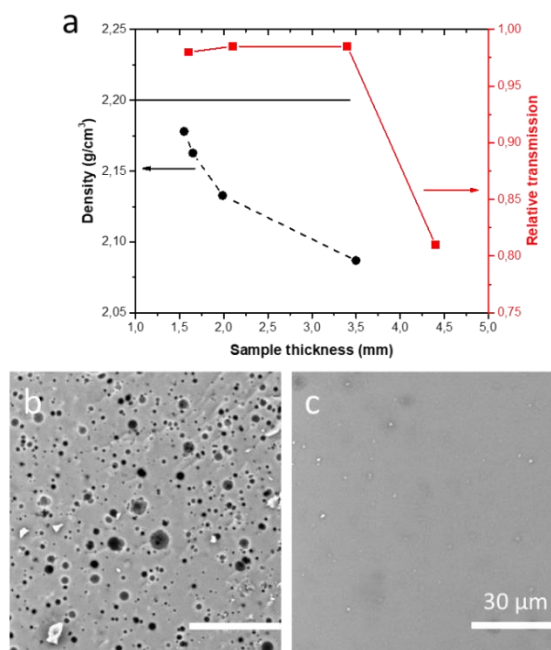 a
2,25
2,20
2,15
2,10
2,05
Density (g/cm³)
1,00
0,95
0,90
0,85
0,80
0,75
Relative transmission
1,0 1,5 2,0 2,5 3,0 3,5 4,0 4,5 5,0
Sample thickness (mm)
b
c
30 µm